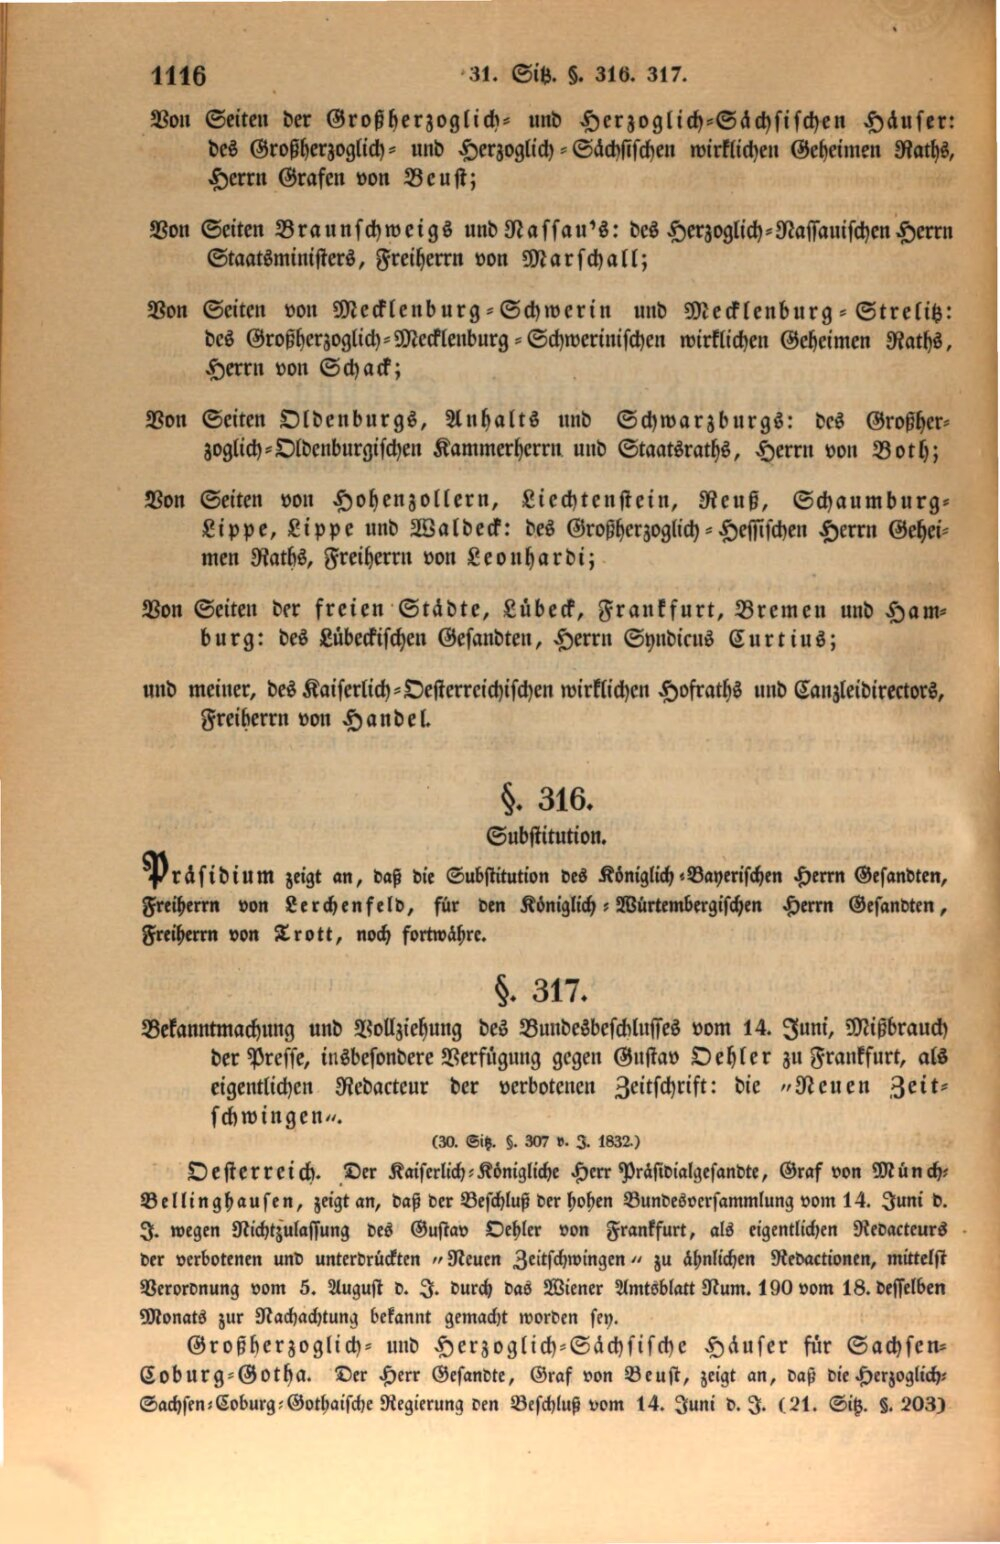 1116 31. Sitz. §. 316. 317.
Von Seiten der Großherzoglich- und Herzoglich-Sächsischen Häuser:
des Großherzoglich- und Herzoglich-Sächsischen wirklichen Geheimen Raths,
Herrn Grafen von Beust;
Von Seiten Braunschweigs und Nassau's: des Herzoglich-Nassauischen Herrn
Staatsministers, Freiherrn von Marschall;
Von Seiten von Mecklenburg-Schwerin und Mecklenburg-Strelitz:
des Großherzoglich-Mecklenburg-Schwerinischen wirklichen Geheimen Raths,
Herrn von Schack;
Von Seiten Oldenburgs, Anhalts und Schwarzburgs: des Großher-
zoglich-Oldenburgischen Kammerherrn und Staatsraths, Herrn von Both;
Von Seiten von Hohenzollern, Liechtenstein, Reuß, Schaumburg-
Lippe, Lippe und Waldeck: des Großherzoglich-Hessischen Herrn Gehei-
men Raths, Freiherrn von Leonhardi;
Von Seiten der freien Städte, Lübeck, Frankfurt, Bremen und Ham-
burg: des Lübeckischen Gesandten, Herrn Syndicus Curtius;
und meiner, des Kaiserlich-Oesterreichischen wirklichen Hofraths und Canzleidirectors,
Freiherrn von Handel.
§. 316.
Substitution.
Präsidium zeigt an, daß die Substitution des Königlich-Bayerischen Herrn Gesandten,
Freiherrn von Lerchenfeld, für den Königlich-Würtembergischen Herrn Gesandten,
Freiherrn von Trott, noch fortwähre.
§. 317.
Bekanntmachung und Vollziehung des Bundesbeschlusses vom 14. Juni, Mißbrauch
der Presse, insbesondere Verfügung gegen Gustav Oehler zu Frankfurt, als
eigentlichen Redacteur der verbotenen Zeitschrift: die „Neuen Zeit-
schwingen„.
(30. Sitz. §. 307 v. J. 1832.)
Oesterreich. Der Kaiserlich-Königliche Herr Präsidialgesandte, Graf von Münch-
Bellinghausen, zeigt an, daß der Beschluß der hohen Bundesversammlung vom 14. Juni d.
J. wegen Nichtzulassung des Gustav Oehler von Frankfurt, als eigentlichen Redacteurs
der verbotenen und unterdrückten „Neuen Zeitschwingen„ zu ähnlichen Redactionen, mittelst
Verordnung vom 5. August d. J. durch das Wiener Amtsblatt Num. 190 vom 18. desselben
Monats zur Nachachtung bekannt gemacht worden sey.
Großherzoglich- und Herzoglich-Sächsische Häuser für Sachsen-
Coburg-Gotha. Der Herr Gesandte, Graf von Beust, zeigt an, daß die Herzoglich-
Sachsen-Coburg-Gothaische Regierung den Beschluß vom 14. Juni d. J. (21. Sitz. §. 203)